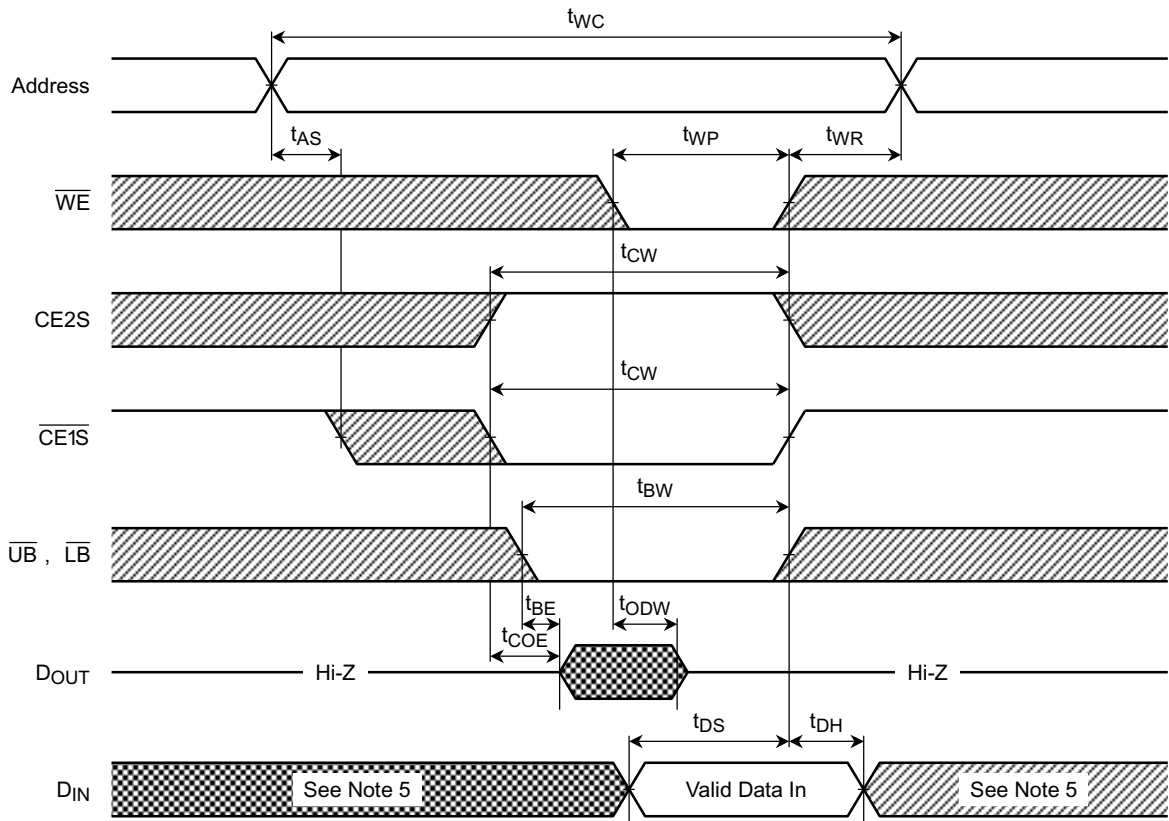 tWC
Address
tAS
tWP
tWR
WE
tCW
CE2S
tCW
CE1S
tBW
UB , LB
tBE
tODW
tCOE
DOUT
Hi-Z
Hi-Z
tDS
tDH
DIN
See Note 5
Valid Data In
See Note 5